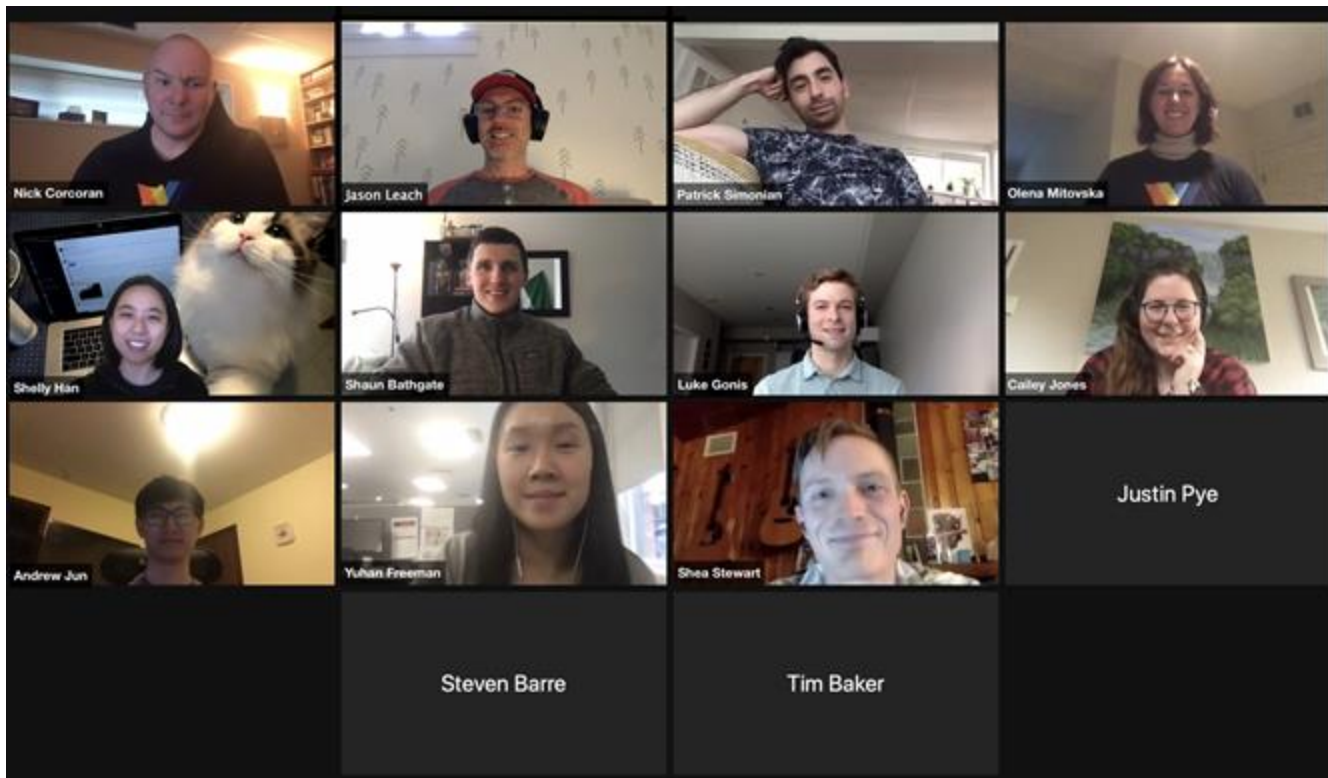 Nick Corcoran
Jason Leach
Patrick Simonian
Olena Mitovska
Shelly Han
Shaun Bathgate
Luke Gonis
Cailey Jones
Andrew Jun
Yuhan Freeman
Shea Stewart
Justin Pye
Steven Barre
Tim Baker